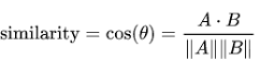 similarity = cos(θ) = A · B / ‖A‖‖B‖